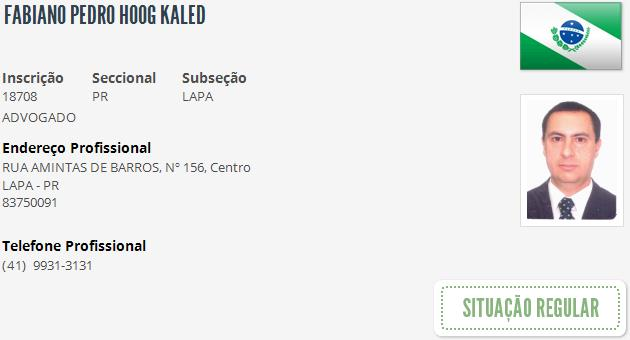 FABIANO PEDRO HOOG KALED
Inscrição Seccional Subseção
18708 PR LAPA
ADVOGADO
Endereço Profissional
RUA AMINTAS DE BARROS, Nº 156, Centro
LAPA - PR
83750091
Telefone Profissional
(41) 9931-3131
SITUAÇÃO REGULAR